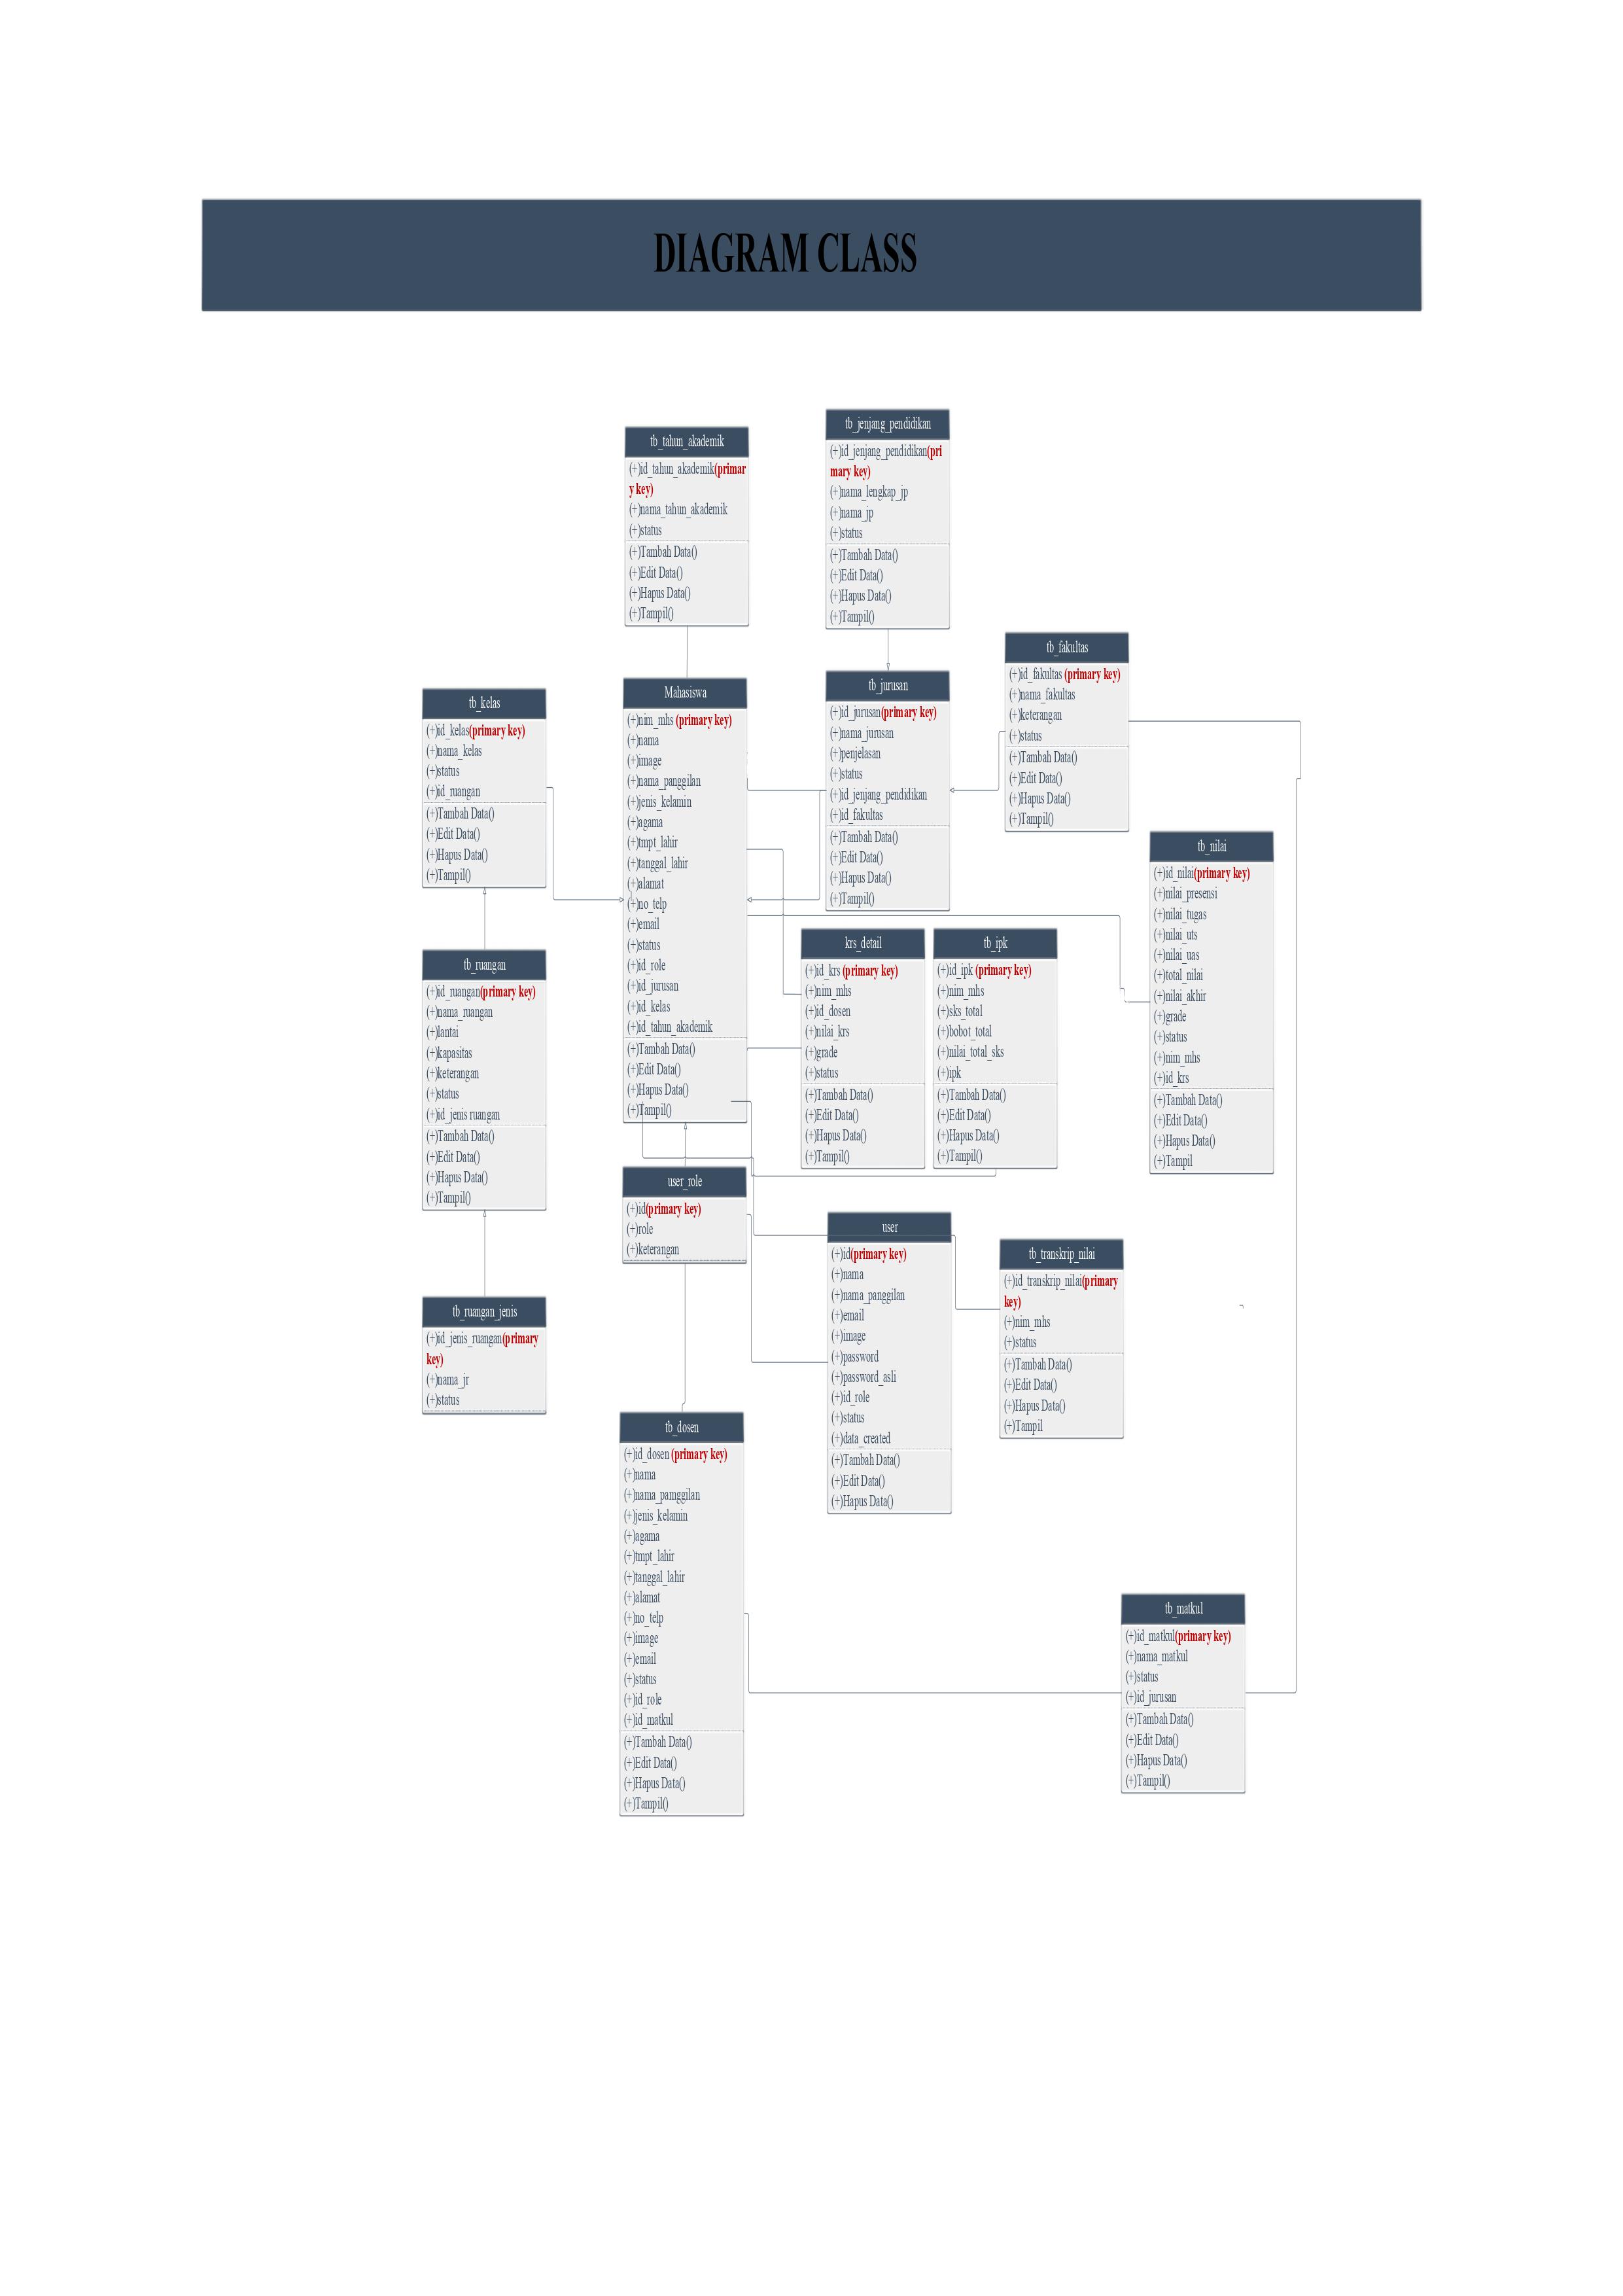 DIAGRAM CLASS
tb_tahun_akademik
(+)id_tahun_akademik(primar
y key)
(+)nama_tahun_akademik
(+)status
(+)Tambah Data()
(+)Edit Data()
(+)Hapus Data()
(+)Tampil()
tb_jenjang_pendidikan
(+)id_jenjang_pendidikan(pri
mary key)
(+)nama_lengkap_jp
(+)nama_jp
(+)status
(+)Tambah Data()
(+)Edit Data()
(+)Hapus Data()
(+)Tampil()
tb_fakultas
(+)id_fakultas (primary key)
(+)nama_fakultas
(+)keterangan
(+)status
(+)Tambah Data()
(+)Edit Data()
(+)Hapus Data()
(+)Tampil()
tb_kelas
(+)id_kelas(primary key)
(+)nama_kelas
(+)status
(+)id_ruangan
(+)Tambah Data()
(+)Edit Data()
(+)Hapus Data()
(+)Tampil()
Mahasiswa
(+)nim_mhs (primary key)
(+)nama
(+)image
(+)nama_panggilan
(+)jenis_kelamin
(+)agama
(+)tmpt_lahir
(+)tanggal_lahir
(+)alamat
(+)no_telp
(+)email
(+)status
(+)id_role
(+)id_jurusan
(+)id_kelas
(+)id_tahun_akademik
(+)Tambah Data()
(+)Edit Data()
(+)Hapus Data()
(+)Tampil()
tb_jurusan
(+)id_jurusan(primary key)
(+)nama_jurusan
(+)penjelasan
(+)status
(+)id_jenjang_pendidikan
(+)id_fakultas
(+)Tambah Data()
(+)Edit Data()
(+)Hapus Data()
(+)Tampil()
tb_nilai
(+)id_nilai(primary key)
(+)nilai_presensi
(+)nilai_tugas
(+)nilai_uts
(+)nilai_uas
(+)total_nilai
(+)nilai_akhir
(+)grade
(+)status
(+)nim_mhs
(+)id_krs
(+)Tambah Data()
(+)Edit Data()
(+)Hapus Data()
(+)Tampil
tb_ruangan
(+)id_ruangan(primary key)
(+)nama_ruangan
(+)lantai
(+)kapasitas
(+)keterangan
(+)status
(+)id_jenis ruangan
(+)Tambah Data()
(+)Edit Data()
(+)Hapus Data()
(+)Tampil()
krs_detail
(+)id_krs (primary key)
(+)nim_mhs
(+)id_dosen
(+)nilai_krs
(+)grade
(+)status
(+)Tambah Data()
(+)Edit Data()
(+)Hapus Data()
(+)Tampil()
tb_ipk
(+)id_ipk (primary key)
(+)nim_mhs
(+)sks_total
(+)bobot_total
(+)nilai_total_sks
(+)ipk
(+)Tambah Data()
(+)Edit Data()
(+)Hapus Data()
(+)Tampil()
user_role
(+)id(primary key)
(+)role
(+)keterangan
user
(+)id(primary key)
(+)nama
(+)nama_panggilan
(+)email
(+)image
(+)password
(+)password_asli
(+)id_role
(+)status
(+)data_created
(+)Tambah Data()
(+)Edit Data()
(+)Hapus Data()
tb_transkrip_nilai
(+)id_transkrip_nilai(primary
key)
(+)nim_mhs
(+)status
(+)Tambah Data()
(+)Edit Data()
(+)Hapus Data()
(+)Tampil
tb_ruangan_jenis
(+)id_jenis_ruangan(primary
key)
(+)nama_jr
(+)status
tb_dosen
(+)id_dosen (primary key)
(+)nama
(+)nama_pamggilan
(+)jenis_kelamin
(+)agama
(+)tmpt_lahir
(+)tanggal_lahir
(+)alamat
(+)no_telp
(+)image
(+)email
(+)status
(+)id_role
(+)id_matkul
(+)Tambah Data()
(+)Edit Data()
(+)Hapus Data()
(+)Tampil()
tb_matkul
(+)id_matkul(primary key)
(+)nama_matkul
(+)status
(+)id_jurusan
(+)Tambah Data()
(+)Edit Data()
(+)Hapus Data()
(+)Tampil()